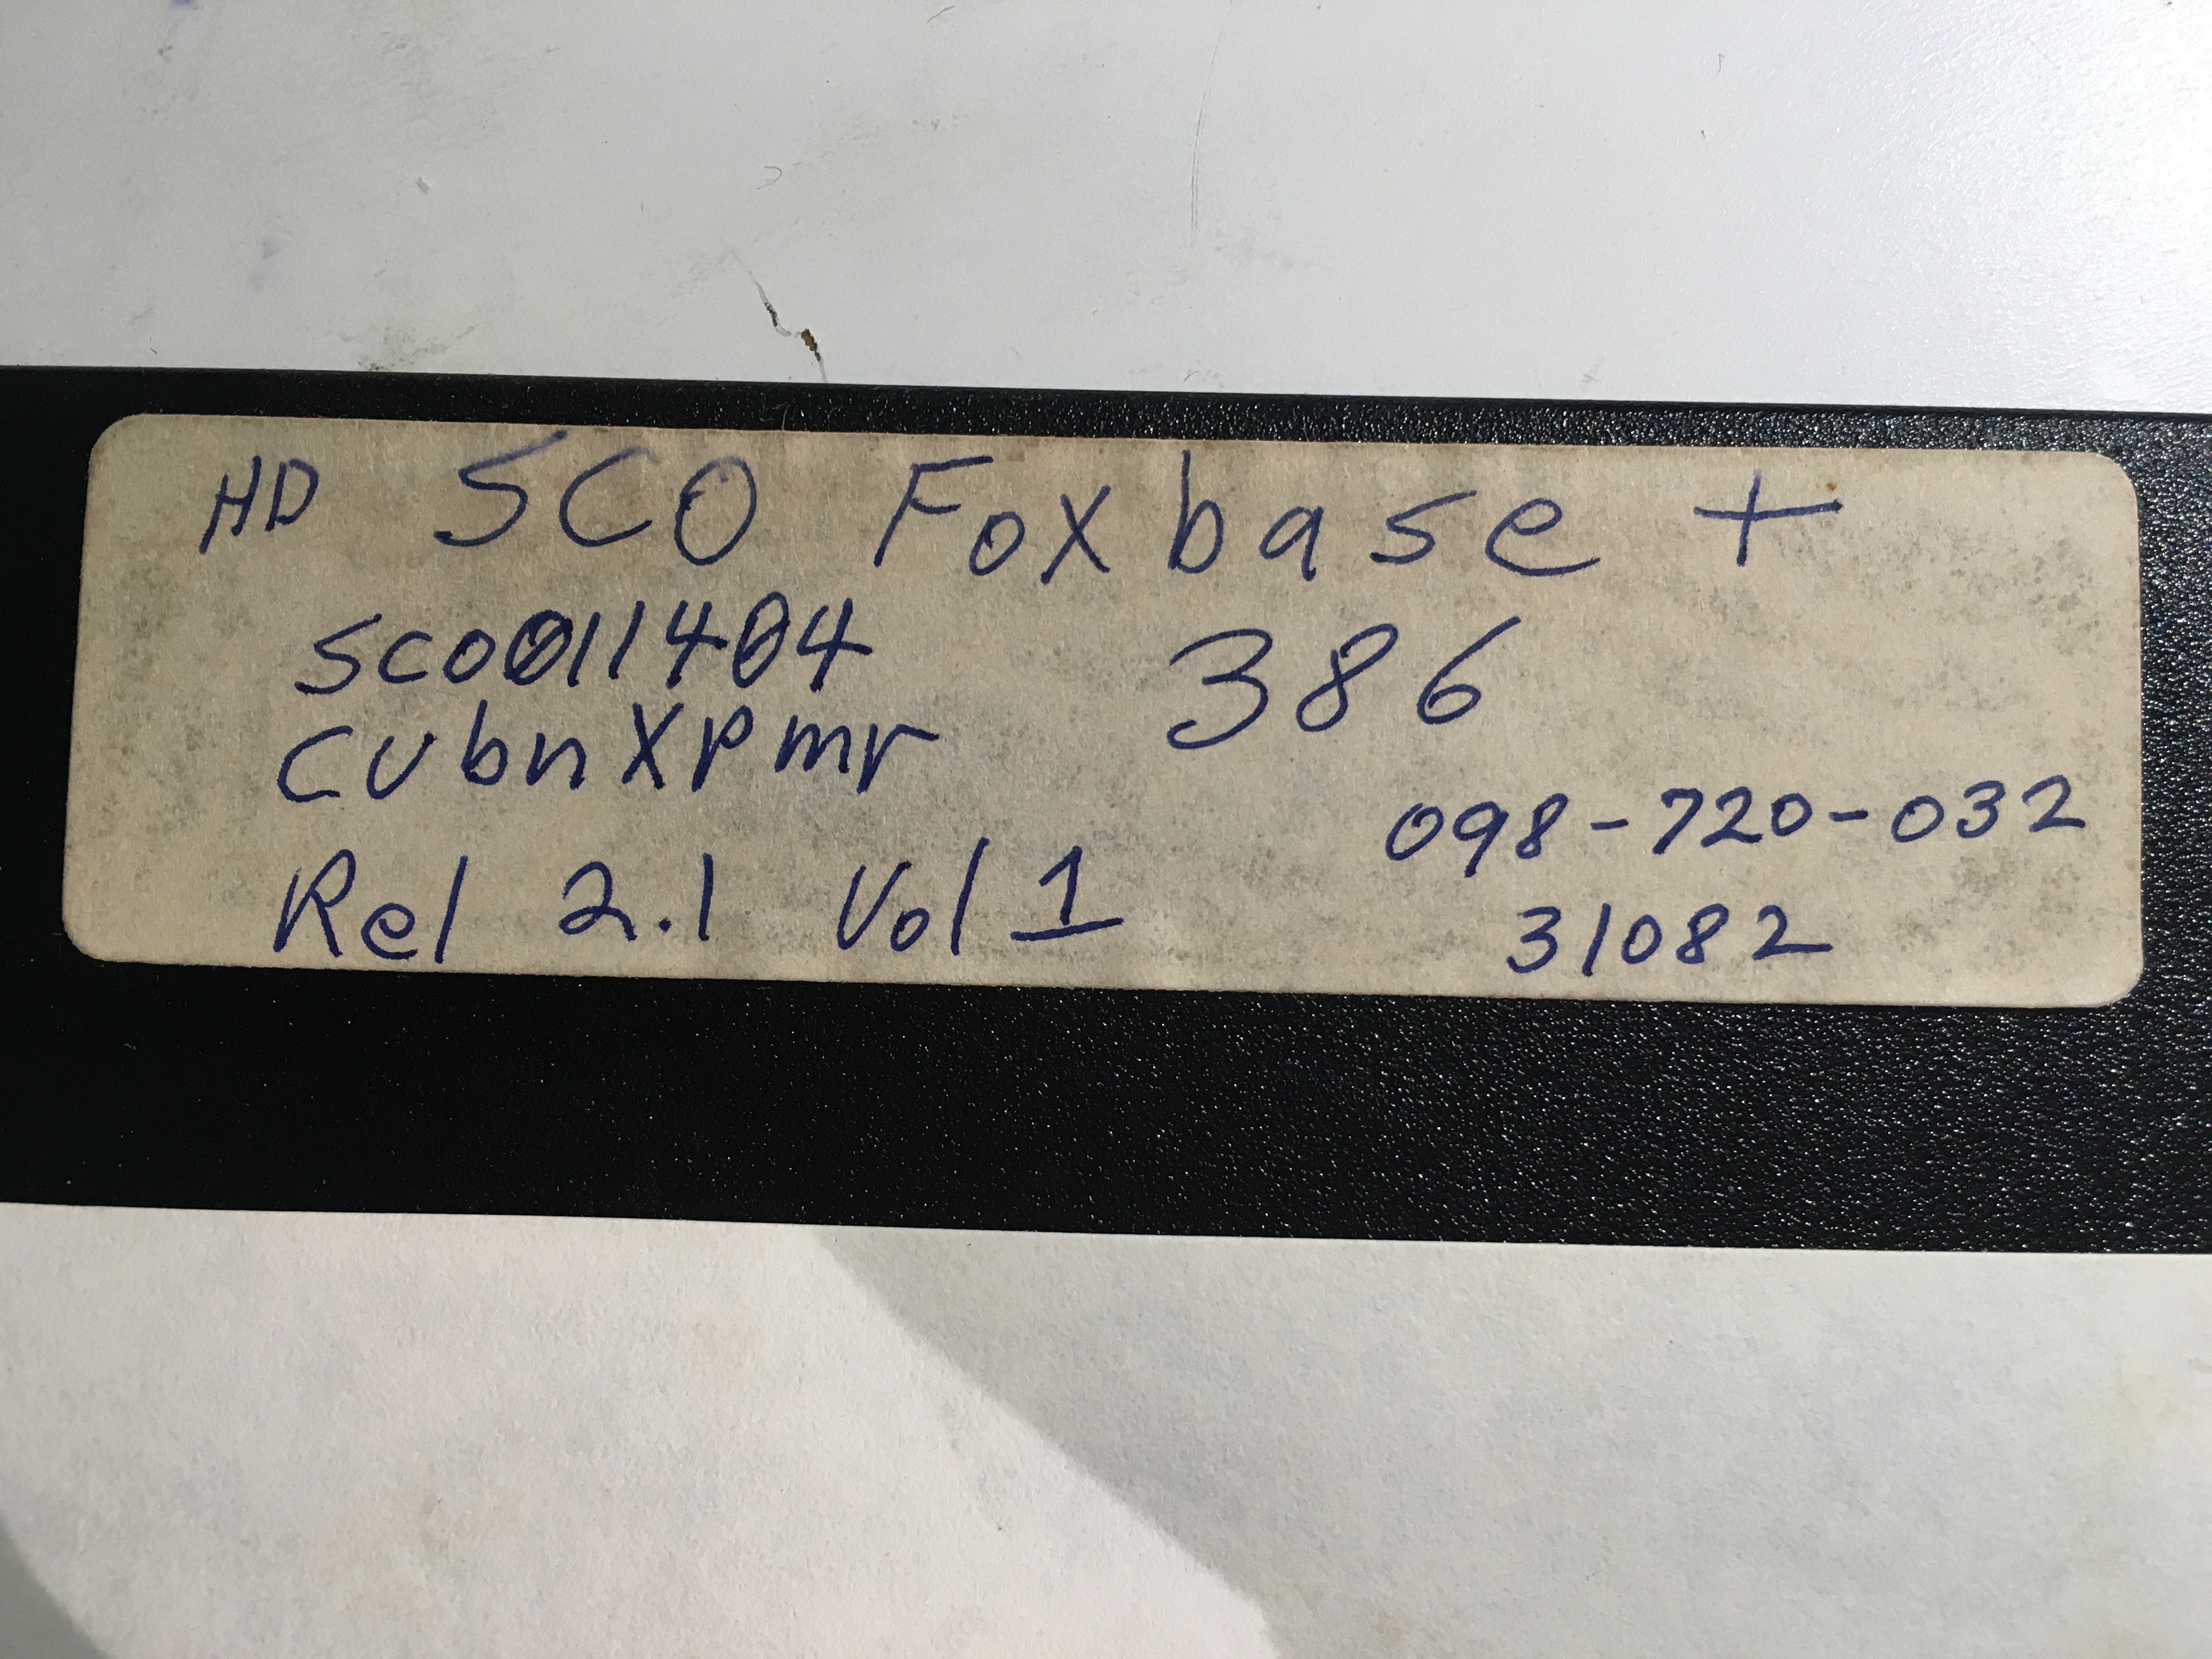 HD SCO Foxbase +
SCO011404 386
cubnxpmr
098-720-032
Rel 2.1 Vol 1
31082